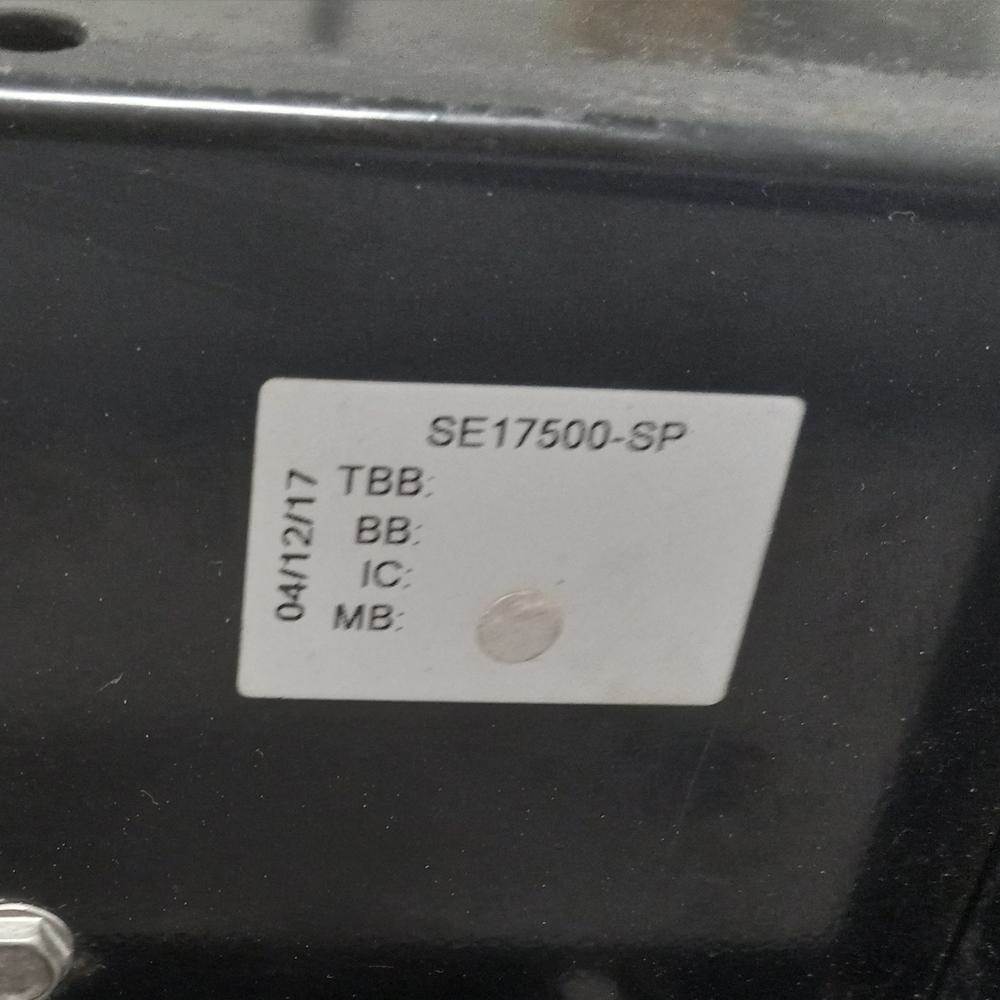 SE17500-SP
TBB:
BB:
IC:
MB:
04/12/17